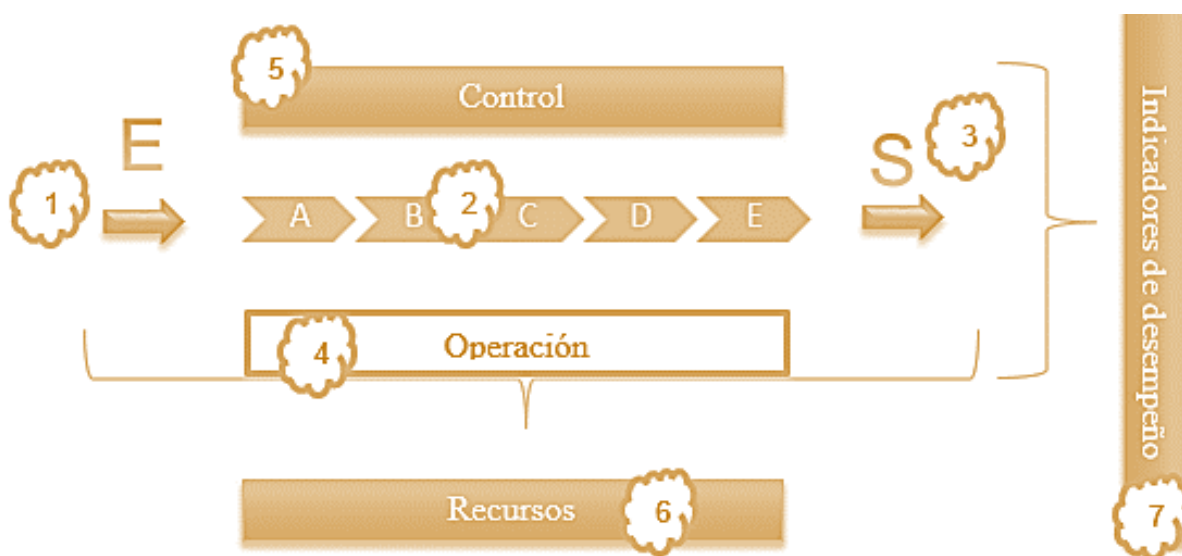 5
Control
E
S
3
1
A B 2 C D E
4
Operación
Recursos
6
Indicadores de desempeño
7